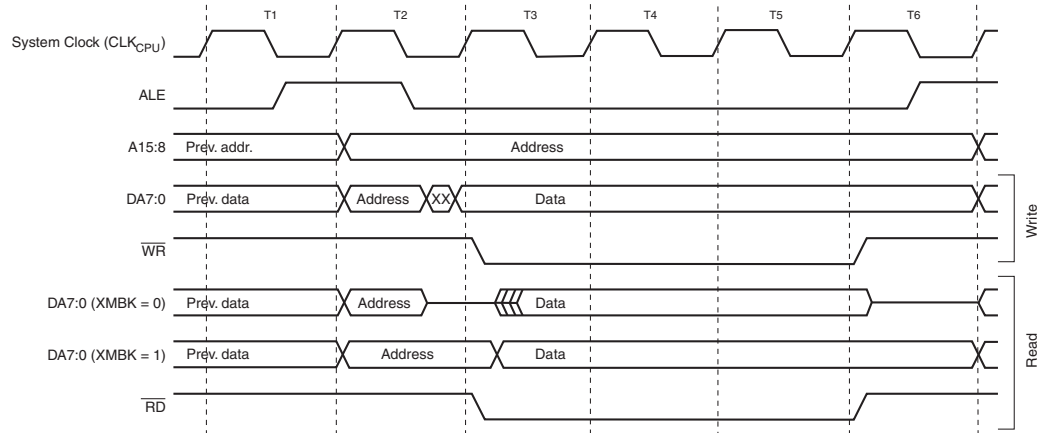 T1 T2 T3 T4 T5 T6
System Clock (CLKCPU)
ALE
A15:8 Prev. addr. Address
DA7:0 Prev. data Address XX Data
WR
Write
DA7:0 (XMBK = 0) Prev. data Address Data
DA7:0 (XMBK = 1) Prev. data Address Data
RD
Read